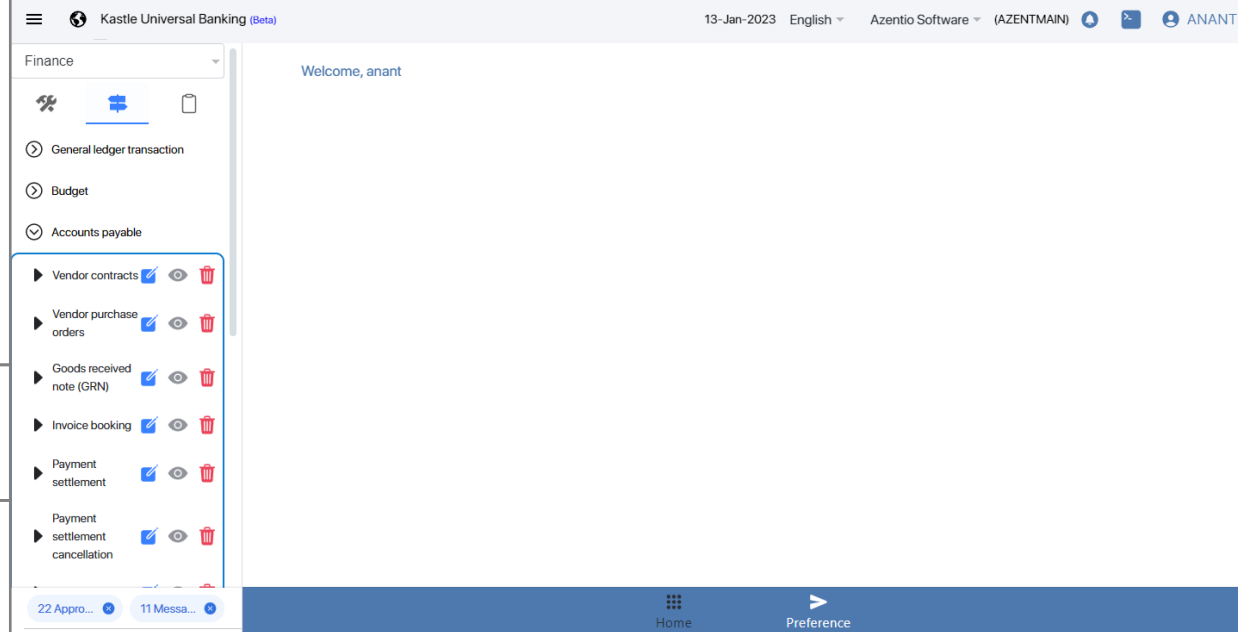 Kastle Universal Banking (Beta)
13-Jan-2023 English Azentio Software (AZENTMAIN) ANANT
Finance
Welcome, anant
General ledger transaction
Budget
Accounts payable
Vendor contracts
Vendor purchase
orders
Goods received
note (GRN)
Invoice booking
Payment
settlement
Payment
settlement
cancellation
22 Appro...
11 Messa...
Home
Preference